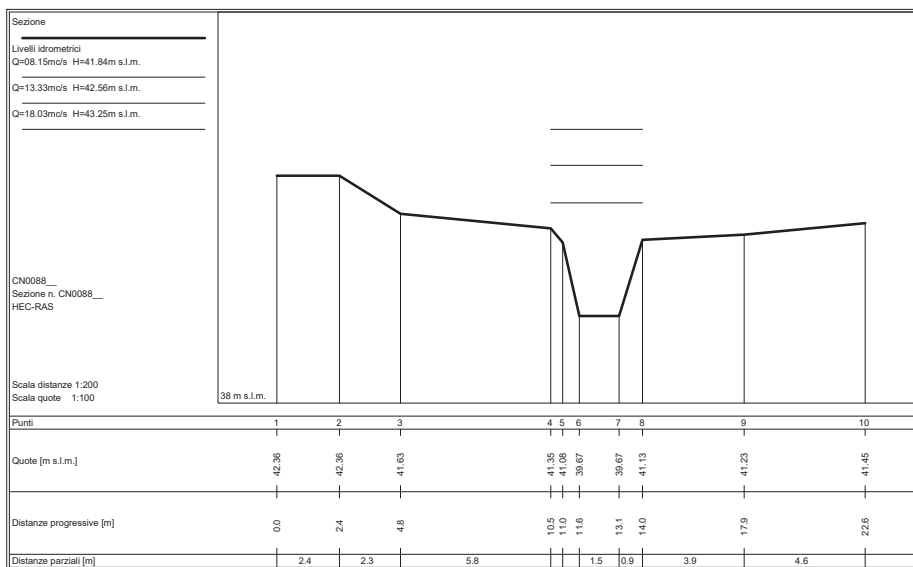 Sezione
Livelli idrometrici
Q=08.15mc/s H=41.84m s.l.m.
Q=13.33mc/s H=42.56m s.l.m.
Q=18.03mc/s H=43.25m s.l.m.
CN0088__
Sezione n. CN0088__
HEC-RAS
Scala distanze 1:200
Scala quote 1:100
38 m s.l.m.
Punti 1 2 3 4 5 6 7 8 9 10
Quote [m s.l.m.] 42.36 42.36 41.63 41.35 41.08 39.67 39.67 41.13 41.23 41.45
Distanze progressive [m] 0.0 2.4 4.8 10.5 11.0 11.6 13.1 14.0 17.9 22.6
Distanze parziali [m] 2.4 2.3 5.8 1.5 0.9 3.9 4.6